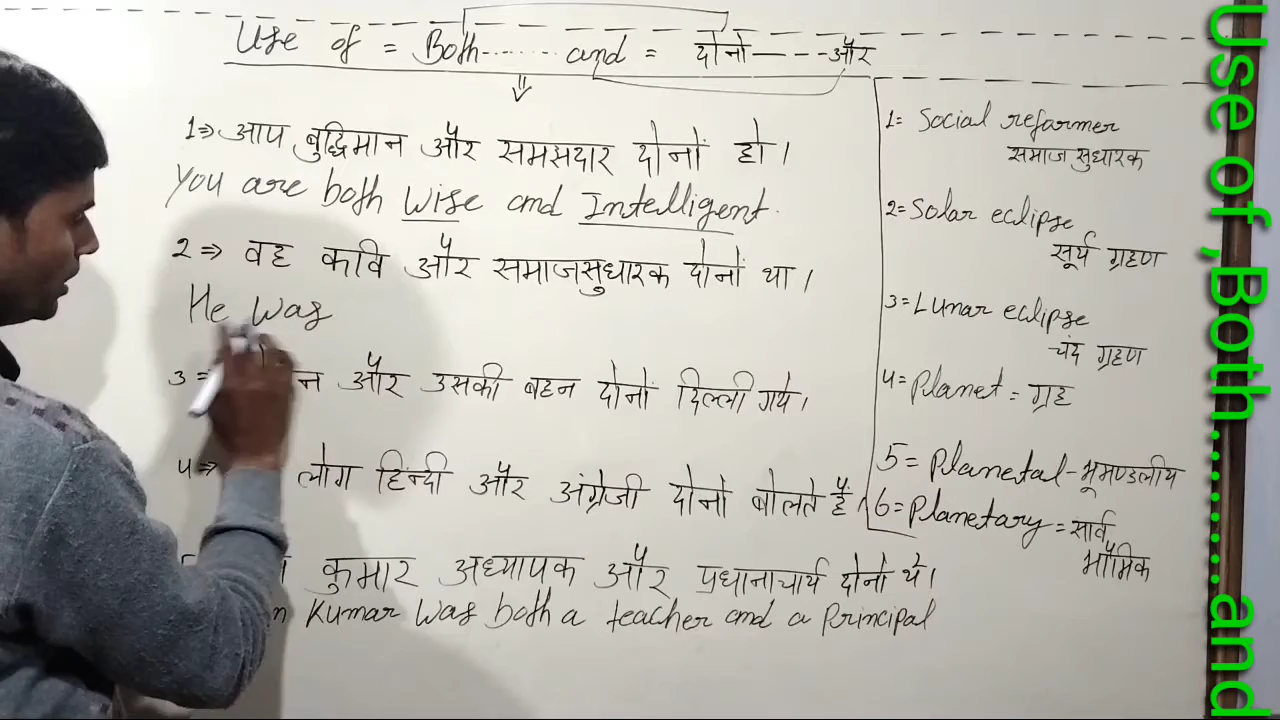 Use of = Both....... and = दोनो----और
1⇒ आप बुद्धिमान और समझदार दोनों हो।
You are both Wise and Intelligent.
2⇒ वह कवि और समाजसुधारक दोनों था।
He was
3= न और उसकी बहन दोनों दिल्ली गये।
4⇒ लोग हिन्दी और अंग्रेजी दोनो बोलते हैं।
कुमार अध्यापक और प्रधानाचार्य दोनो थे।
Kumar was both a teacher and a Principal
1= Social refarmer
समाज सुधारक
2= Solar eclipse
सूर्य ग्रहण
3= Lunar eclipse
चंद्र ग्रहण
4= Planet = ग्रह
5= Planetal - भूमण्डलीय
6= Planetary = सार्व
भौमिक
Use of ,Both.........and